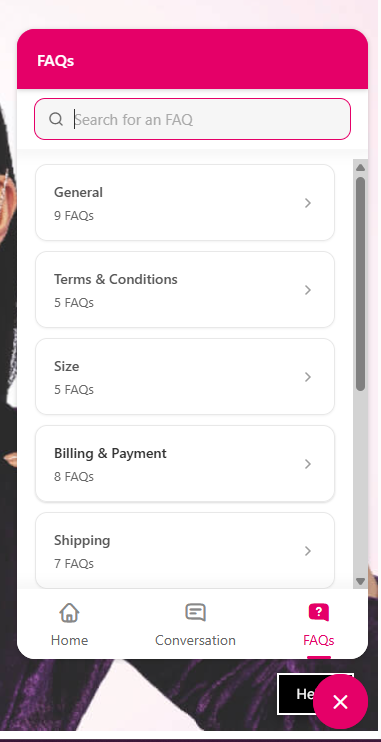 FAQs
Search for an FAQ
General
9 FAQs
Terms & Conditions
5 FAQs
Size
5 FAQs
Billing & Payment
8 FAQs
Shipping
7 FAQs
Home
Conversation
FAQs